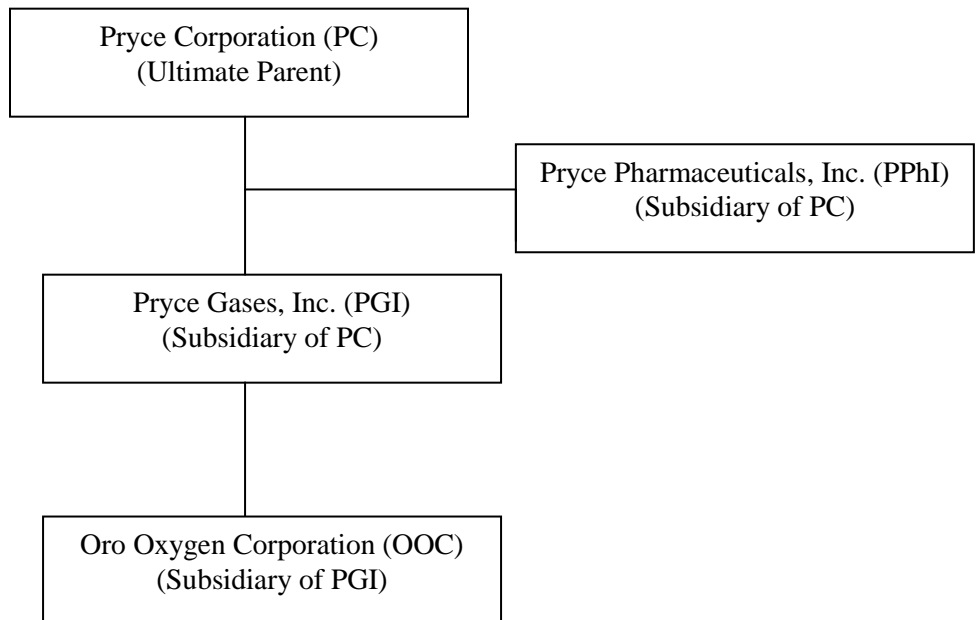 Pryce Corporation (PC)
(Ultimate Parent)
Pryce Pharmaceuticals, Inc. (PPhI)
(Subsidiary of PC)
Pryce Gases, Inc. (PGI)
(Subsidiary of PC)
Oro Oxygen Corporation (OOC)
(Subsidiary of PGI)